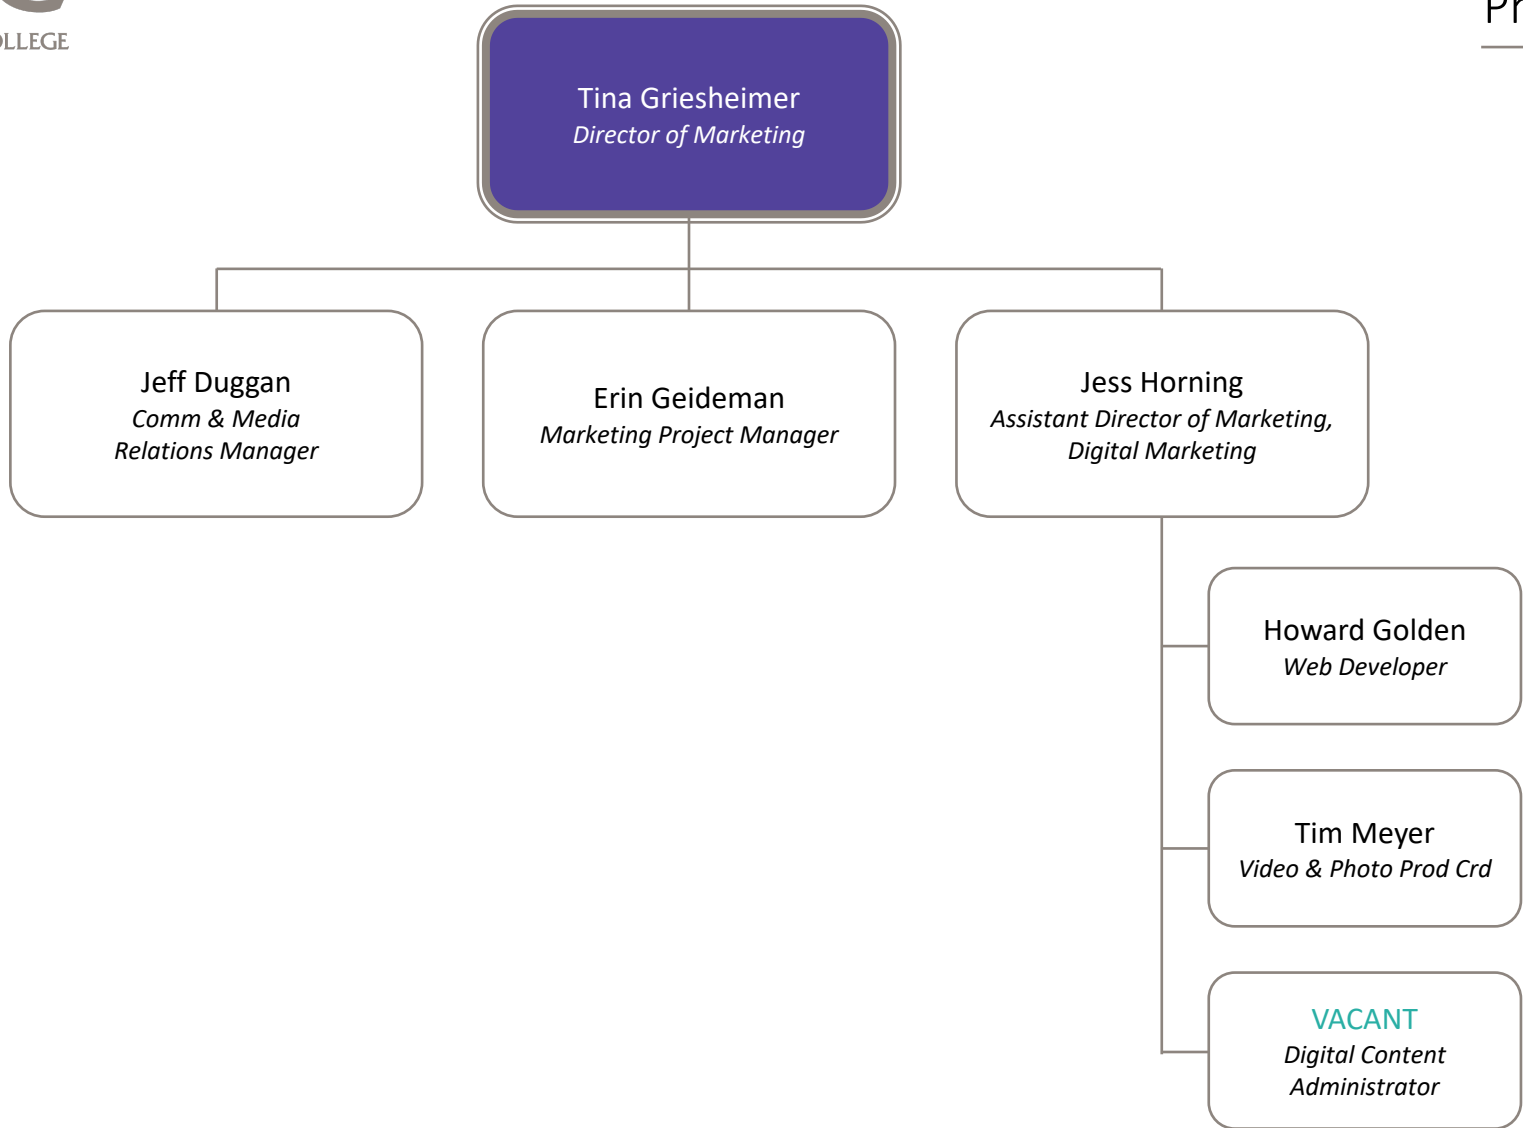 Tina Griesheimer
Director of Marketing
Jeff Duggan
Comm & Media
Relations Manager
Erin Geideman
Marketing Project Manager
Jess Horning
Assistant Director of Marketing,
Digital Marketing
Howard Golden
Web Developer
Tim Meyer
Video & Photo Prod Crd
VACANT
Digital Content
Administrator